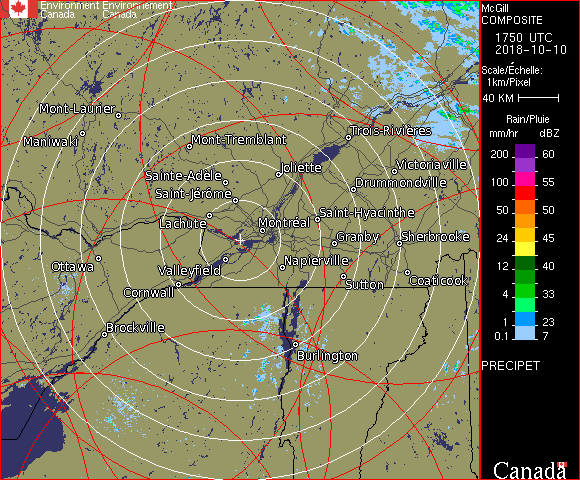 Environment Environnement
Canada Canada
McGill
COMPOSITE
1750 UTC
2018-10-10
Scale/Échelle:
1km/Pixel
40 KM
Rain/Pluie
mm/hr dBZ
200 60
100 55
50 50
24 45
12 40
4 33
1 23
0.1 7
PRECIPET
Canada
Mont-Laurier
Maniwaki
Mont-Tremblant
Trois-Rivières
Sainte-Adèle
Joliette
Victoriaville
Saint-Jérôme
Drummondville
Lachute
Montréal
Saint-Hyacinthe
Granby
Sherbrooke
Ottawa
Valleyfield
Napierville
Cornwall
Sutton
Coaticook
Brockville
Burlington